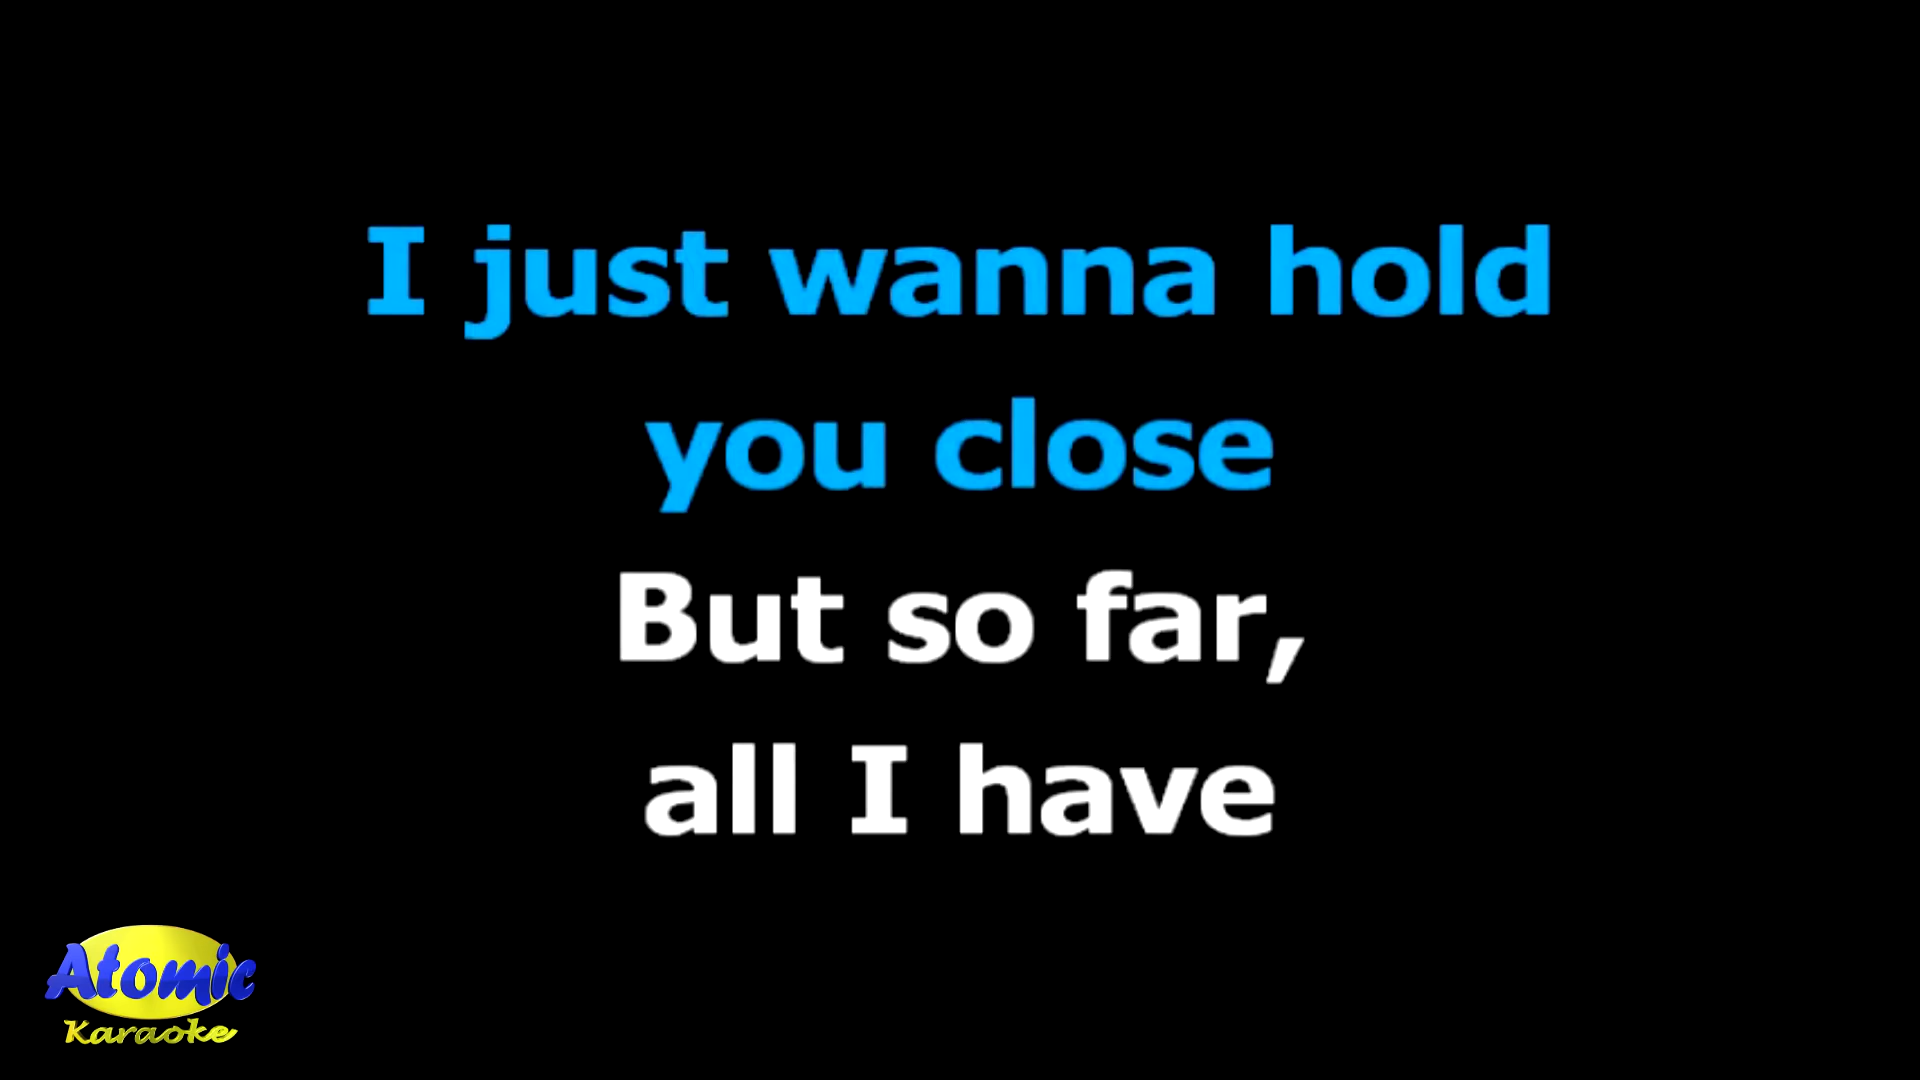 I just wanna hold
you close
But so far,
all I have
Atomic
Karaoke